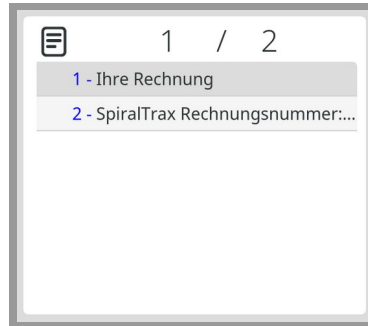 1 / 2
1 - Ihre Rechnung
2 - SpiralTrax Rechnungsnummer:...